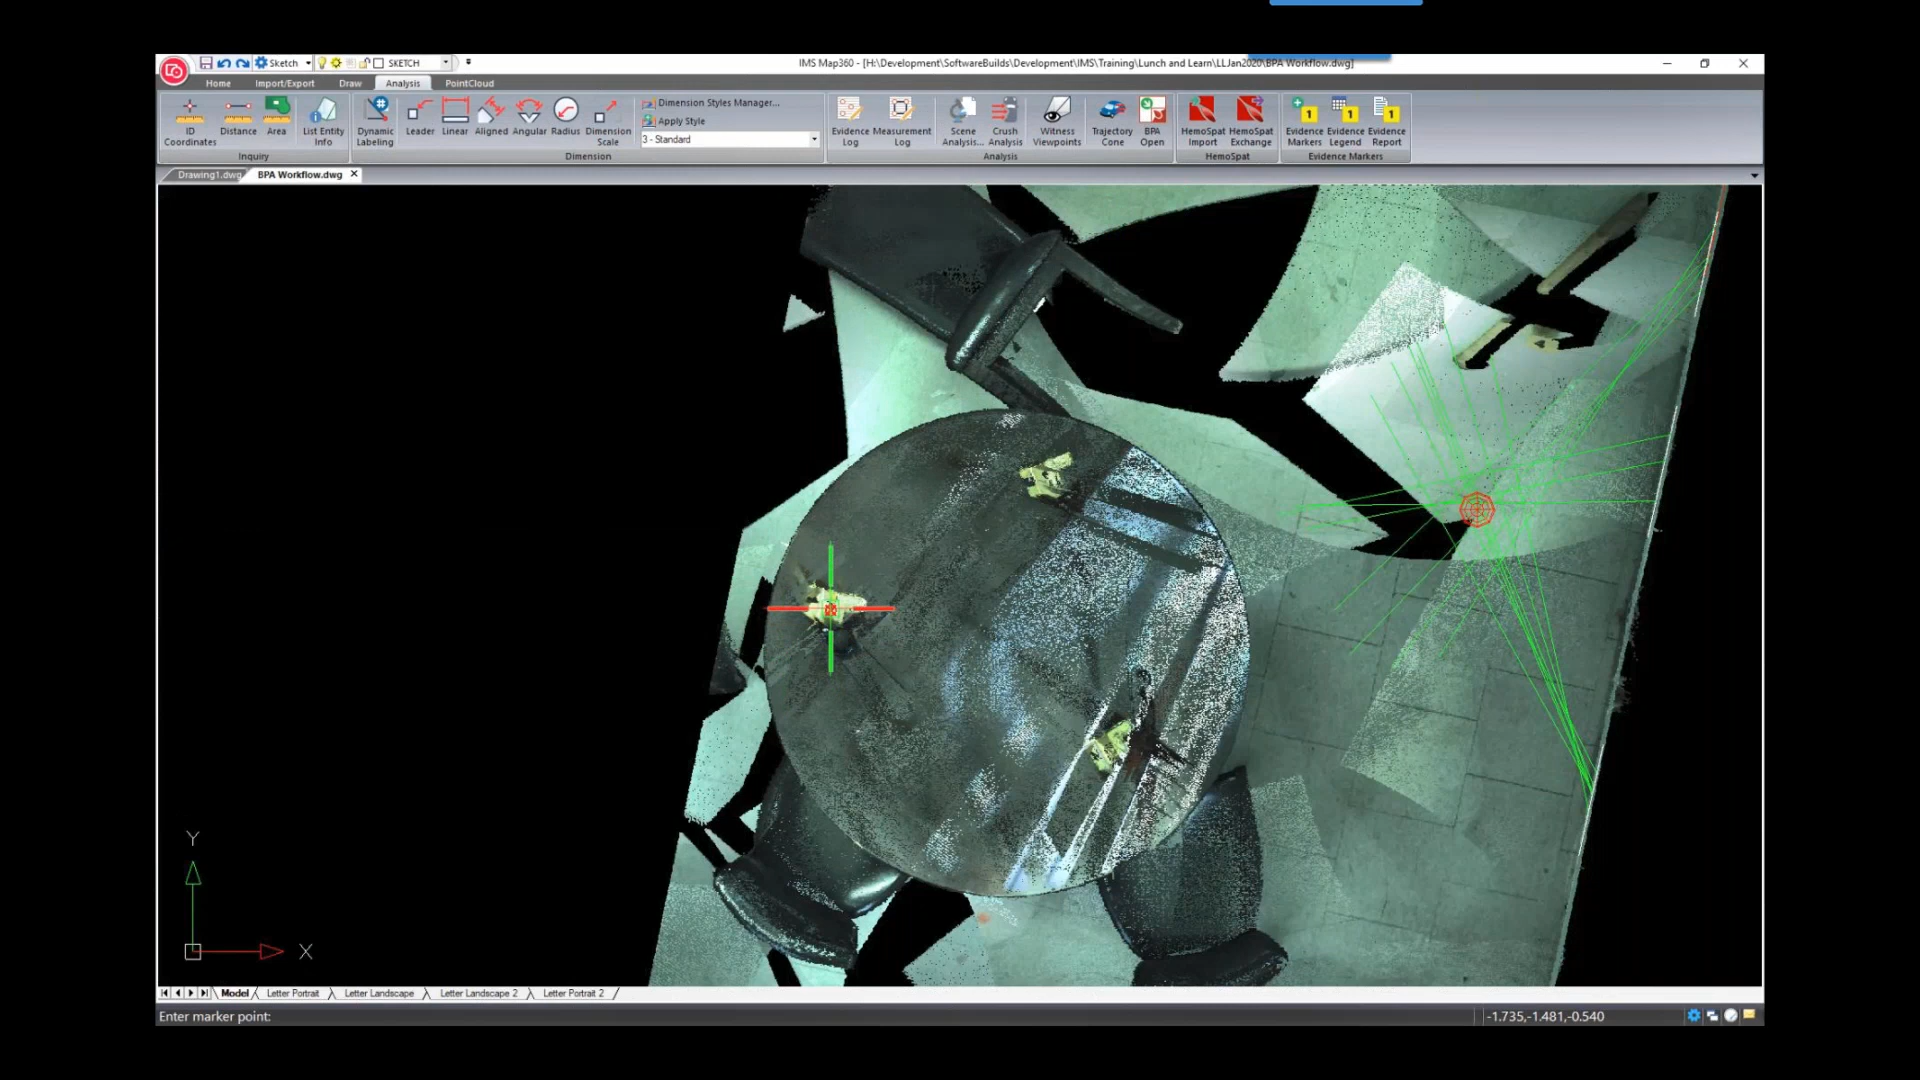 Sketch
SKETCH
IMS Map360 - [H:\Development\SoftwareBuilds\Development\IMS\Training\Lunch and Learn\LLJan2020\BPA Workflow.dwg]
Home Import/Export Draw Analysis PointCloud
ID Coordinates
Distance
Area
List Entity Info
Inquiry
Dynamic Labeling
Leader
Linear
Aligned
Angular
Radius
Dimension Scale
Dimension Styles Manager...
Apply Style
3 - Standard
Dimension
Evidence Log
Measurement Log
Scene Analysis...
Crush Analysis
Witness Viewpoints
Trajectory Cone
BPA Open
Analysis
HemoSpat Import
HemoSpat Exchange
HemoSpat
1 1 1
Evidence Markers
Evidence Legend
Evidence Report
Evidence Markers
Drawing1.dwg BPA Workflow.dwg
Y
X
Model Letter Portrait Letter Landscape Letter Landscape 2 Letter Portrait 2
Enter marker point:
-1.735,-1.481,-0.540